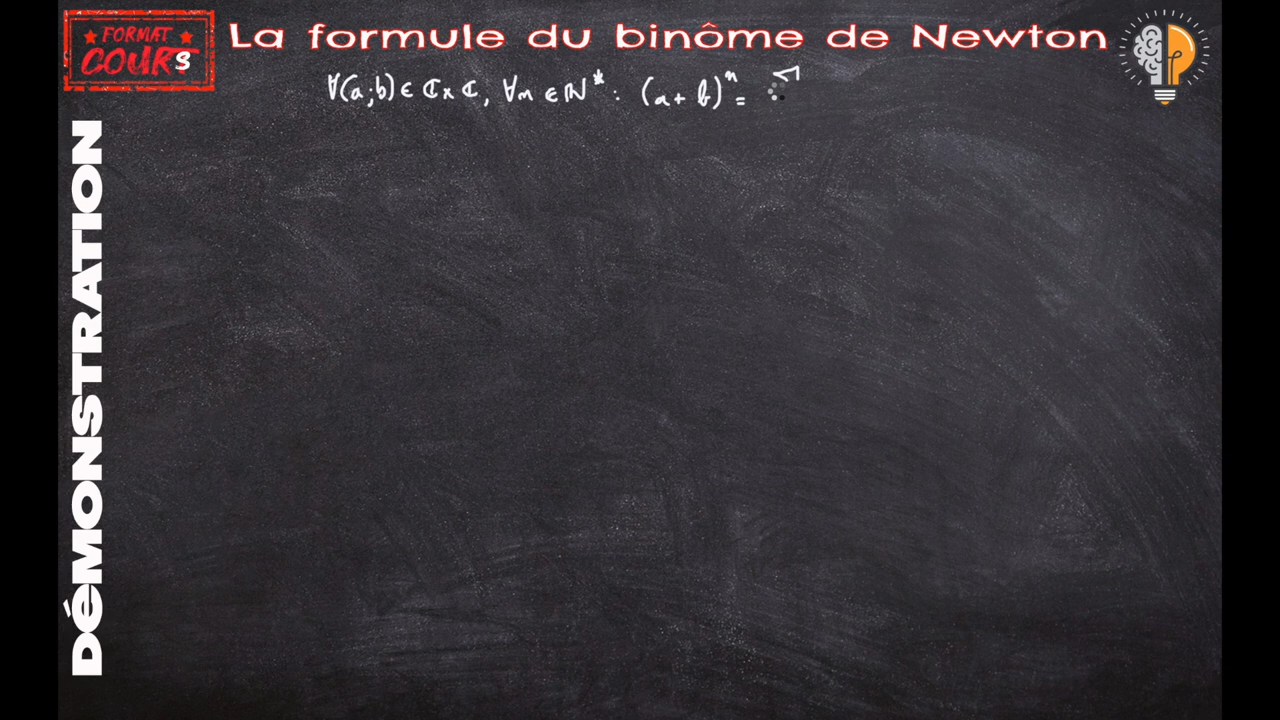 FORMAT
COURS
La formule du binôme de Newton
∀(a;b) ∈ ℂ×ℂ, ∀n ∈ ℕ* : (a+b)ⁿ =
DÉMONSTRATION